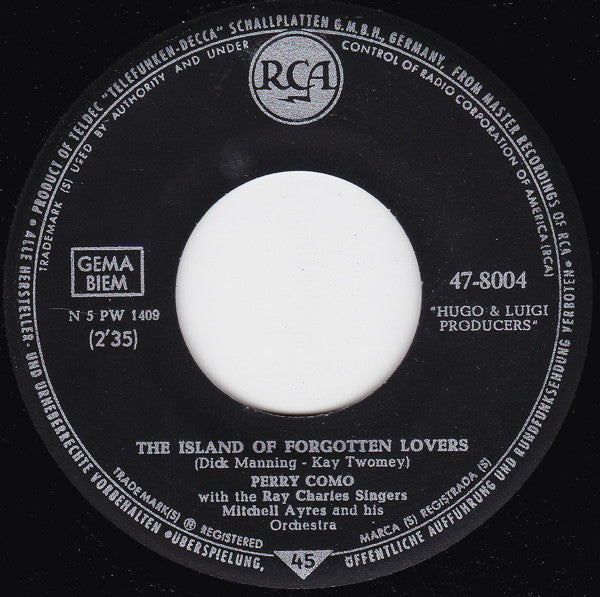 • PRODUCT OF TELDEC "TELEFUNKEN-DECCA" SCHALLPLATTEN G.M.B.H., GERMANY, FROM MASTER RECORDINGS OF RCA • ALLE HERSTELLER- UND URHEBERRECHTE VORBEHALTEN • ÜBERSPIELUNG, ÖFFENTLICHE AUFFÜHRUNG UND RUNDFUNKSENDUNG VERBOTEN
TRADEMARK (S) USED BY AUTHORITY AND UNDER CONTROL OF RADIO CORPORATION OF AMERICA (RCA)
RCA
GEMA
BIEM
N 5 PW 1409
(2'35)
47-8004
"HUGO & LUIGI
PRODUCERS"
THE ISLAND OF FORGOTTEN LOVERS
(Dick Manning - Kay Twomey)
PERRY COMO
with the Ray Charles Singers
Mitchell Ayres and his
Orchestra
TRADEMARK(S) ® REGISTERED
MARCA (S) REGISTRADA (S)
45